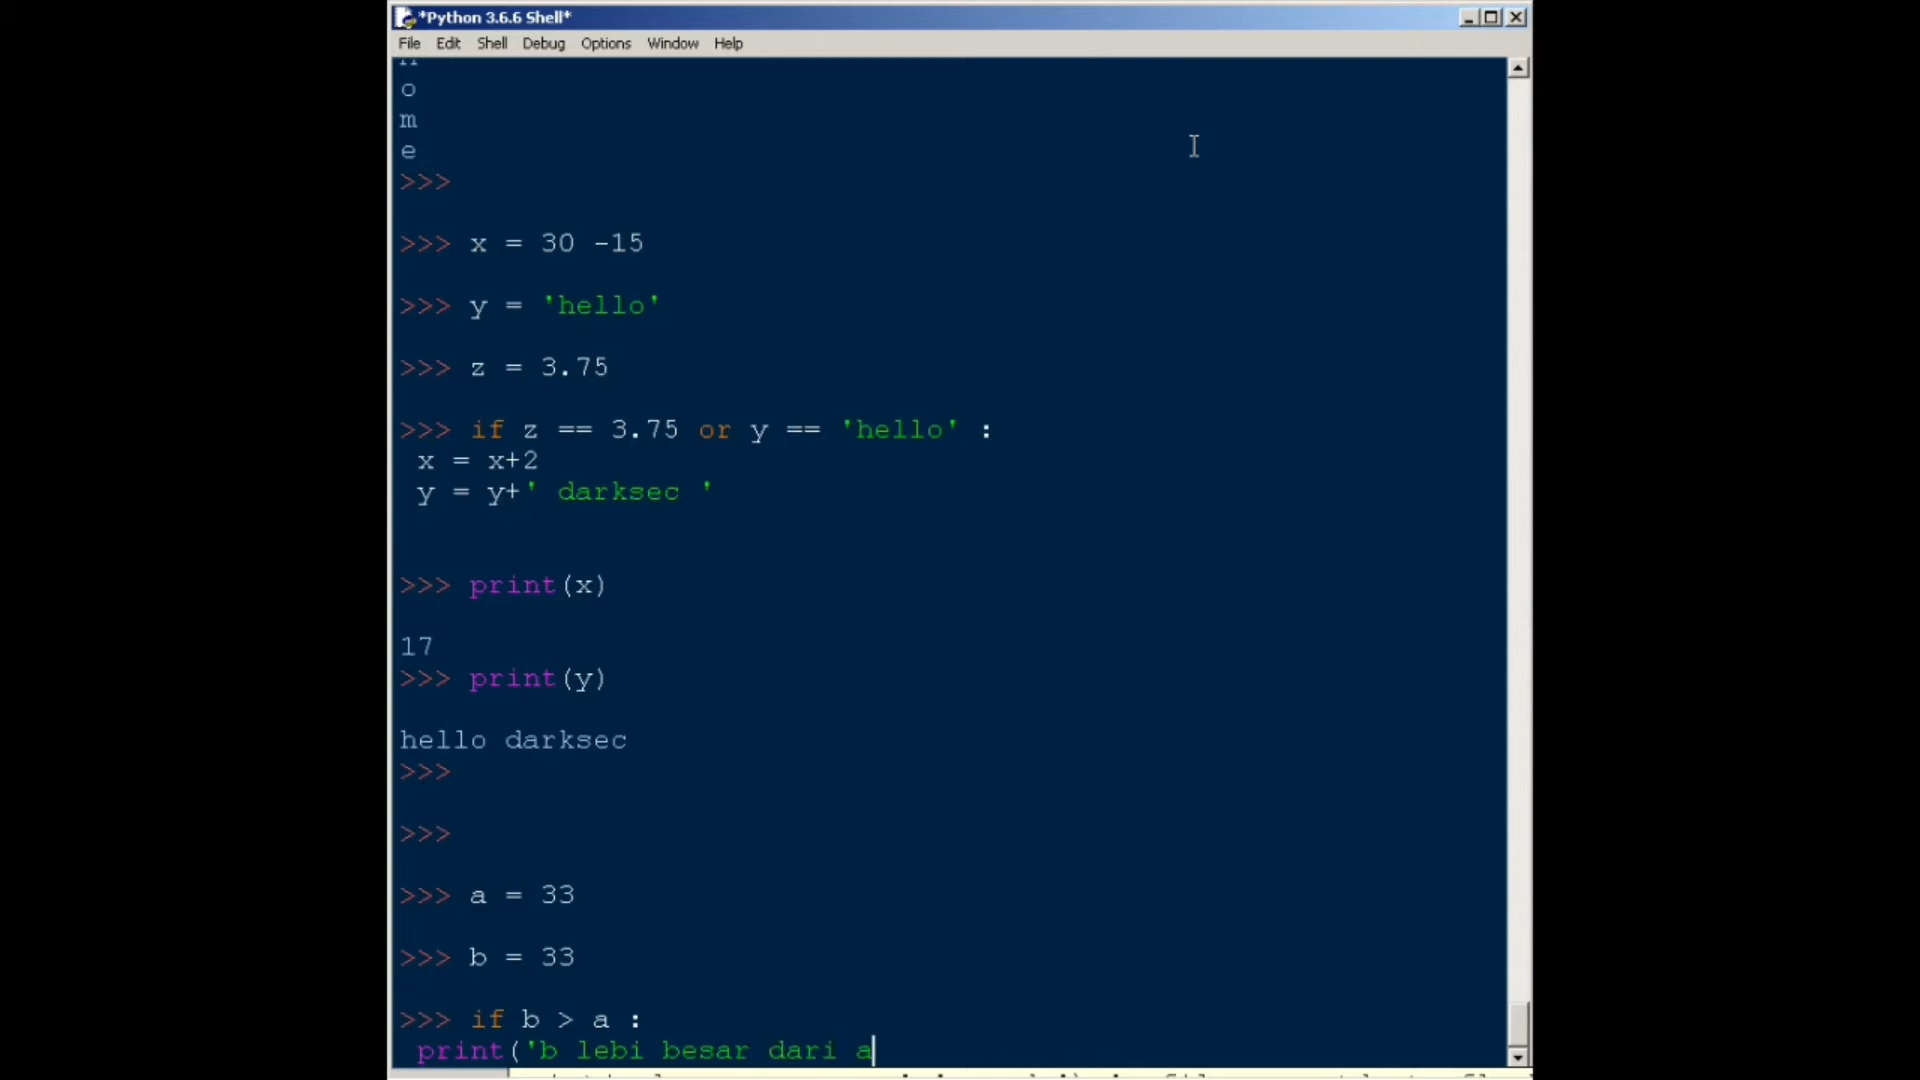 *Python 3.6.6 Shell*
File Edit Shell Debug Options Window Help
o
m
e
>>>
>>> x = 30 -15
>>> y = 'hello'
>>> z = 3.75
>>> if z == 3.75 or y == 'hello' :
x = x+2
y = y+' darksec '
>>> print(x)
17
>>> print(y)
hello darksec
>>>
>>>
>>> a = 33
>>> b = 33
>>> if b > a :
print('b lebi besar dari a